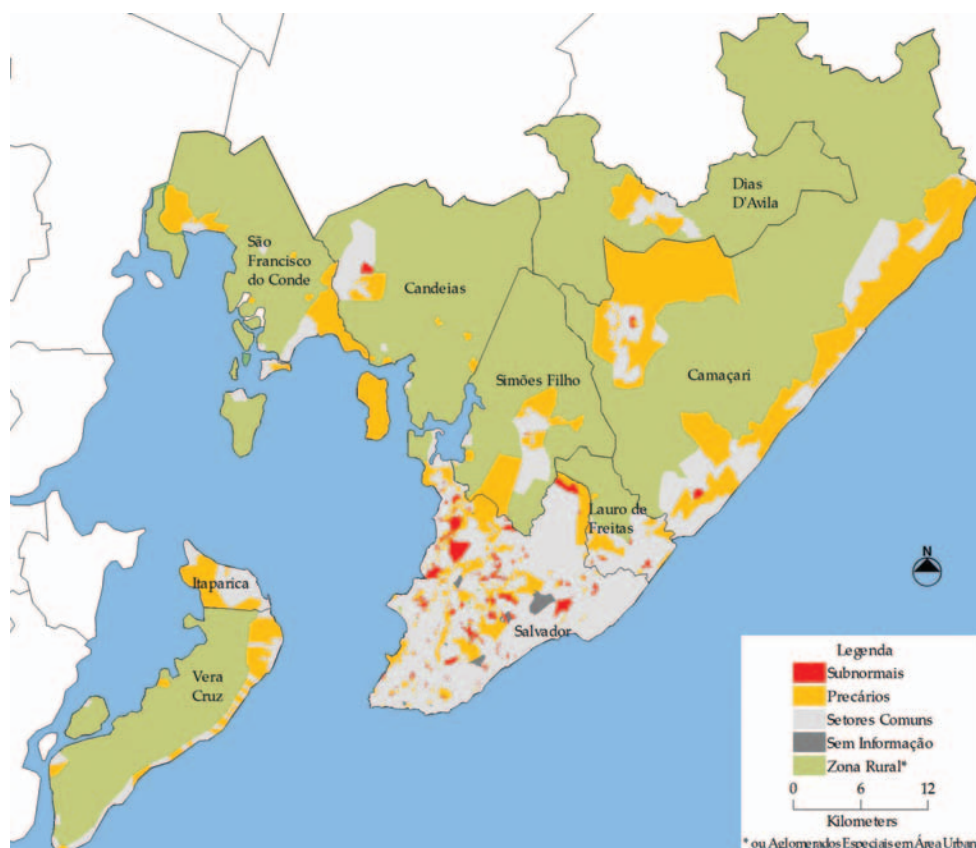 Dias
D'Avila
São
Francisco
do Conde
Candeias
Simões Filho
Camaçari
Lauro de
Freitas
N
Itaparica
Salvador
Vera
Cruz
Legenda
Subnormais
Precários
Setores Comuns
Sem Informação
Zona Rural*
0 6 12
Kilometers
* ou Aglomerados Especiais em Área Urban